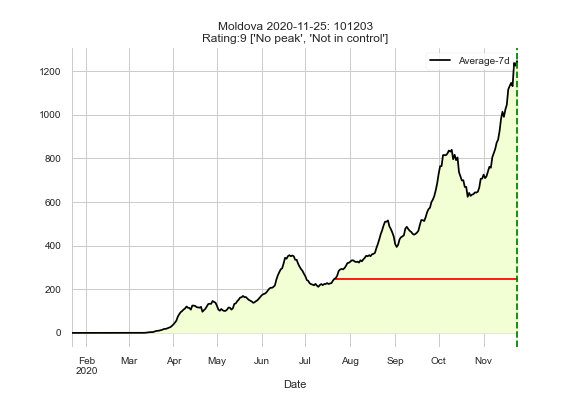 Moldova 2020-11-25: 101203
Rating:9 ['No peak', 'Not in control']
Average-7d
1200
1000
800
600
400
200
0
Feb Mar Apr May Jun Jul Aug Sep Oct Nov
2020
Date